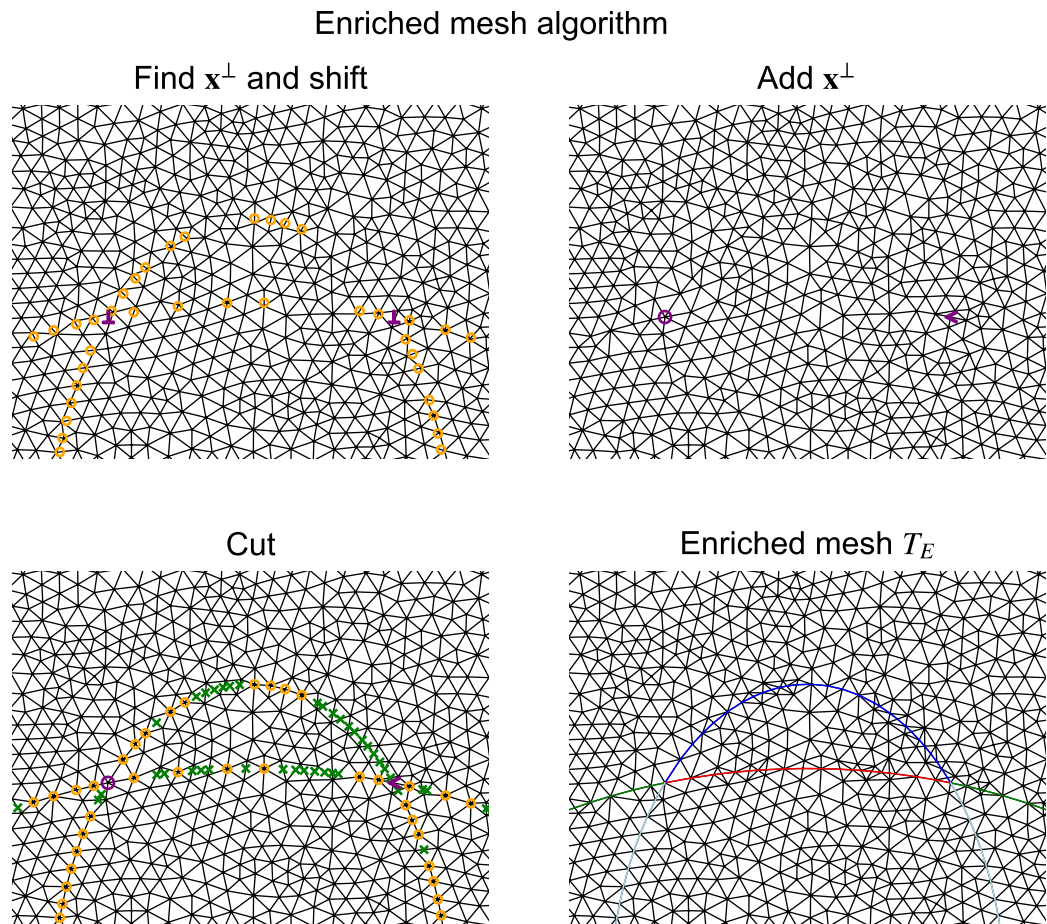 Enriched mesh algorithm
Find x⊥ and shift
Add x⊥
Cut
Enriched mesh T_E